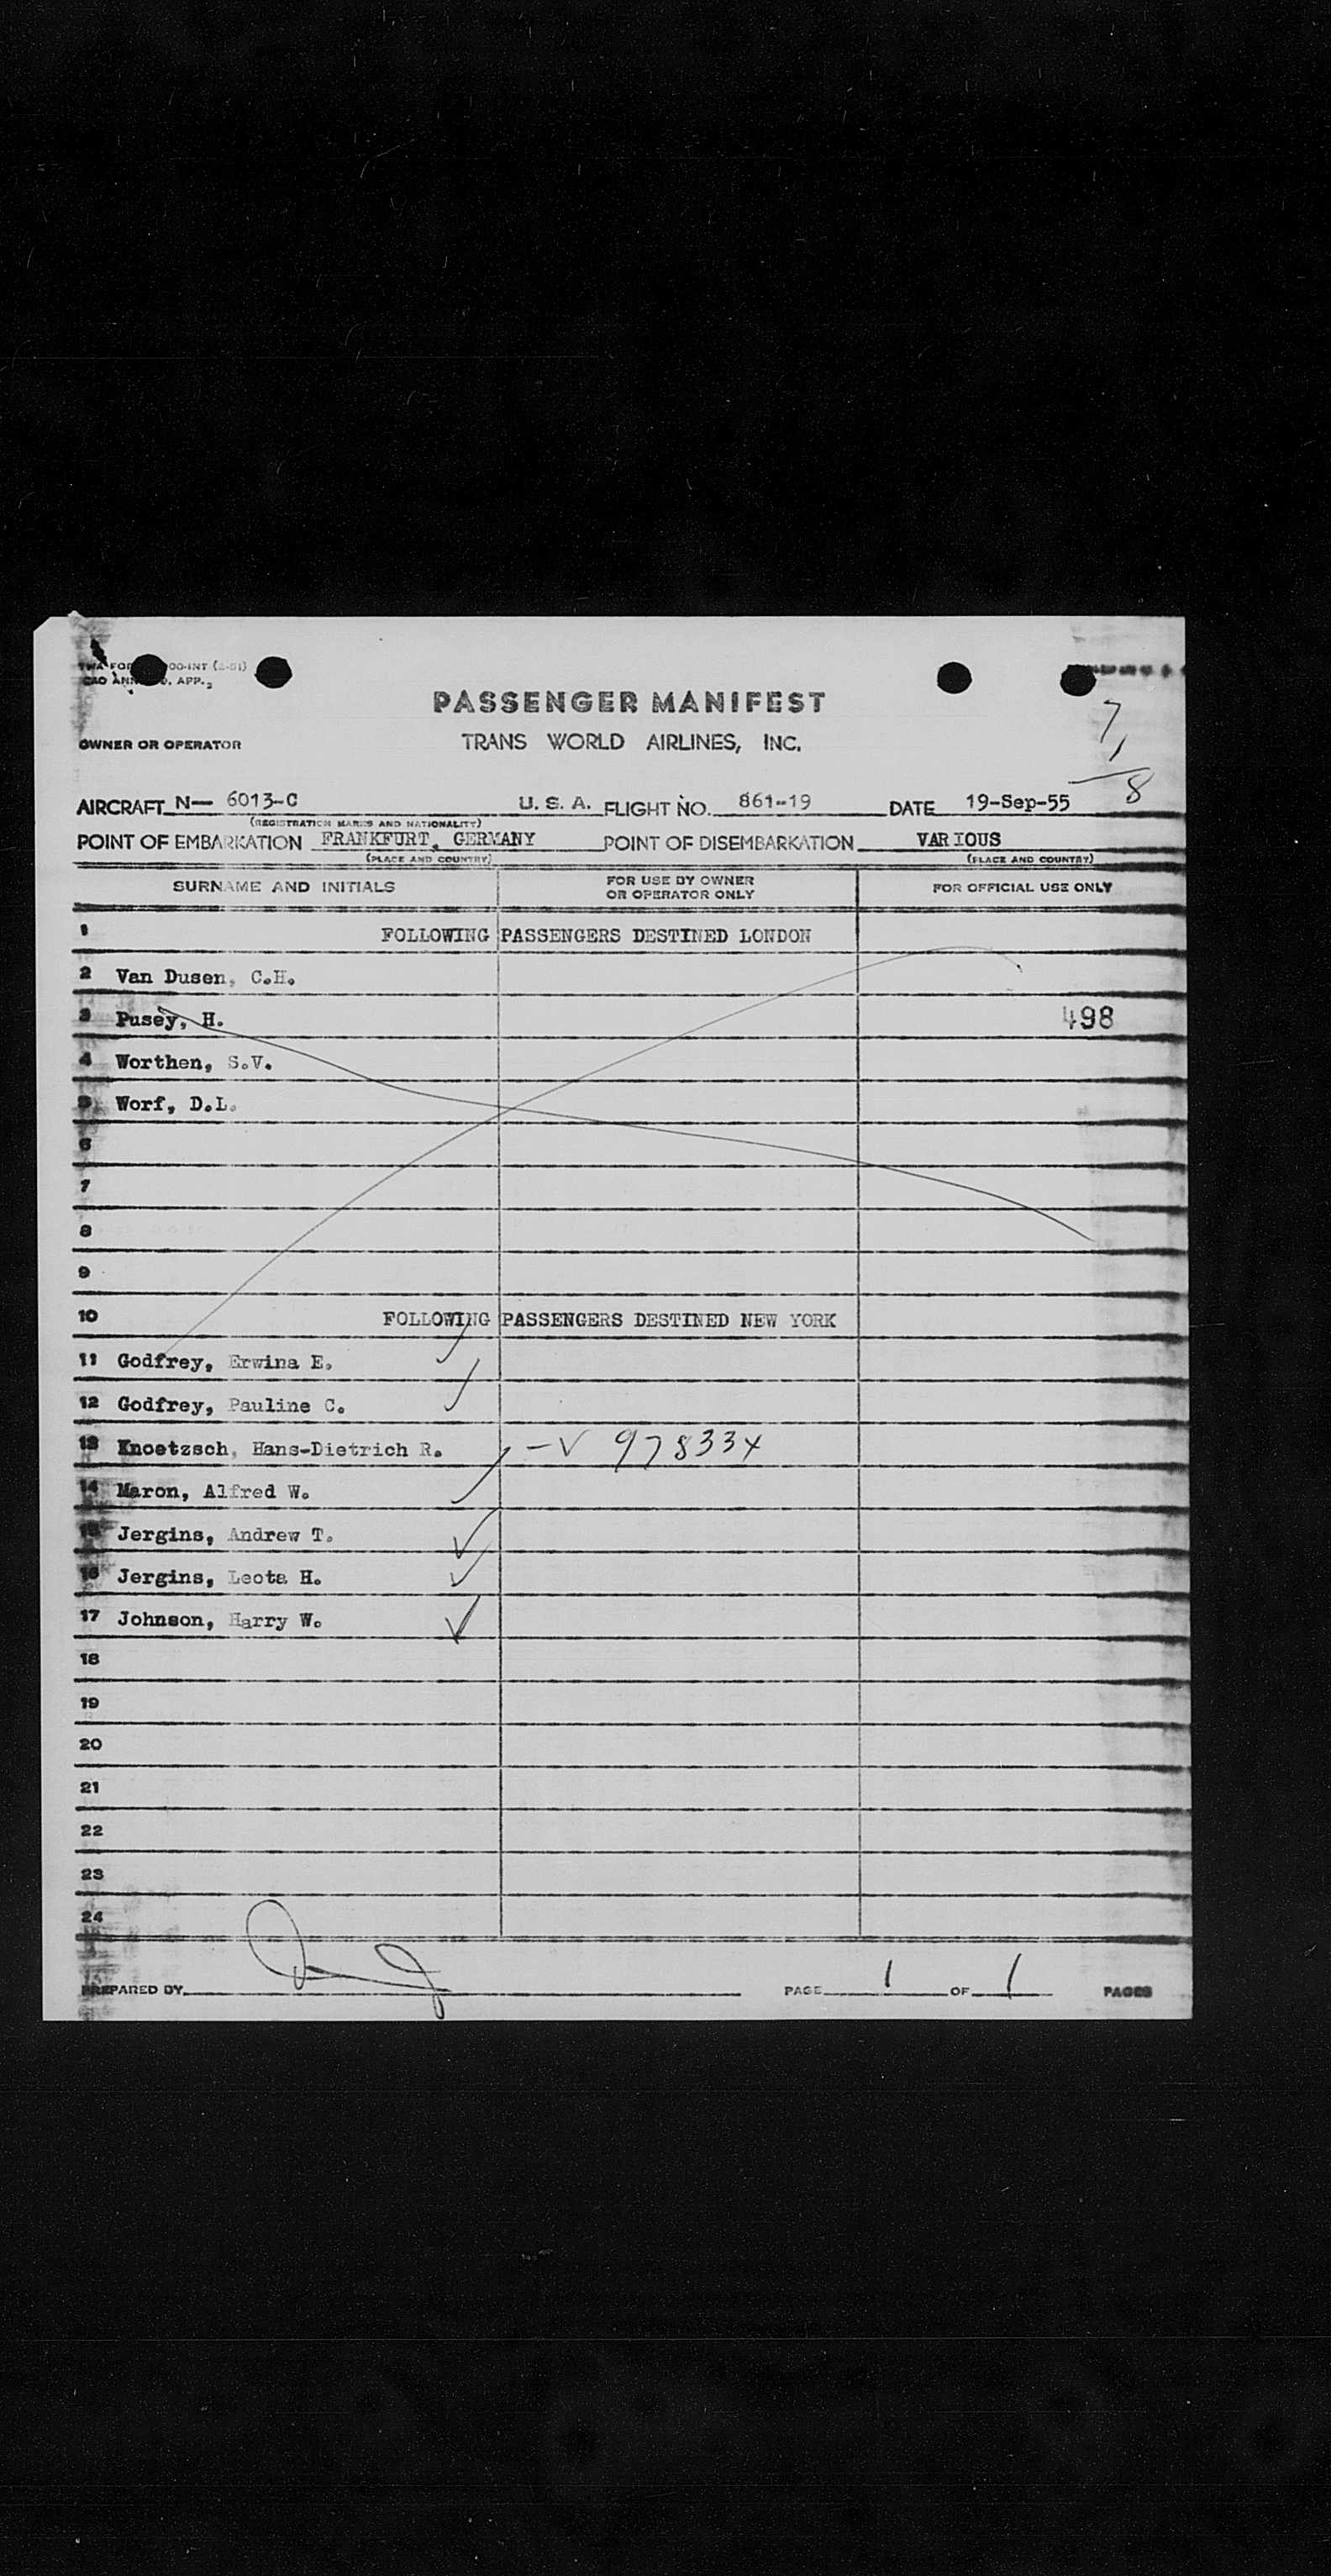 PASSENGER MANIFEST
OWNER OR OPERATOR TRANS WORLD AIRLINES, INC.
7
1
8
AIRCRAFT N— 6013-C U. S. A. FLIGHT NO. 861-19 DATE 19-Sep-55
(REGISTRATION MARKS AND NATIONALITY)
POINT OF EMBARKATION FRANKFURT, GERMANY POINT OF DISEMBARKATION VARIOUS
(PLACE AND COUNTRY) (PLACE AND COUNTRY)
SURNAME AND INITIALS FOR USE BY OWNER OR OPERATOR ONLY FOR OFFICIAL USE ONLY
1 FOLLOWING PASSENGERS DESTINED LONDON
2 Van Dusen, C.H.
3 Pusey, H. 498
4 Worthen, S.V.
5 Worf, D.L.
6
7
8
9
10 FOLLOWING PASSENGERS DESTINED NEW YORK
11 Godfrey, Erwina E.
12 Godfrey, Pauline C.
13 Knoetzsch, Hans-Dietrich R. — V 978334
14 Maron, Alfred W.
15 Jergins, Andrew T.
16 Jergins, Leota H.
17 Johnson, Harry W.
18
19
20
21
22
23
24
PREPARED BY PAGE 1 OF 1 PAGES